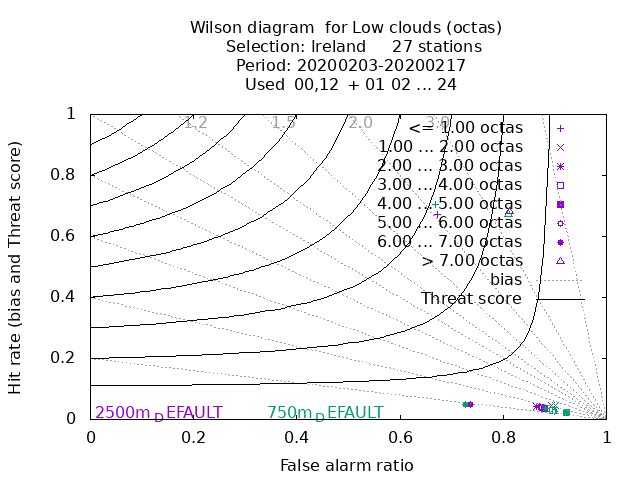 Wilson diagram  for Low clouds (octas)
Selection: Ireland     27 stations
Period: 20200203-20200217
Used  00,12  + 01 02 ... 24
Hit rate (bias and Threat score)
1
0.8
0.6
0.4
0.2
0
1.2
1.5
2.0
3.0
<= 1.00 octas
1.00 ... 2.00 octas
2.00 ... 3.00 octas
3.00 ... 4.00 octas
4.00 ... 5.00 octas
5.00 ... 6.00 octas
6.00 ... 7.00 octas
> 7.00 octas
bias
Threat score
2500m_DEFAULT 750m_DEFAULT
0 0.2 0.4 0.6 0.8 1
False alarm ratio